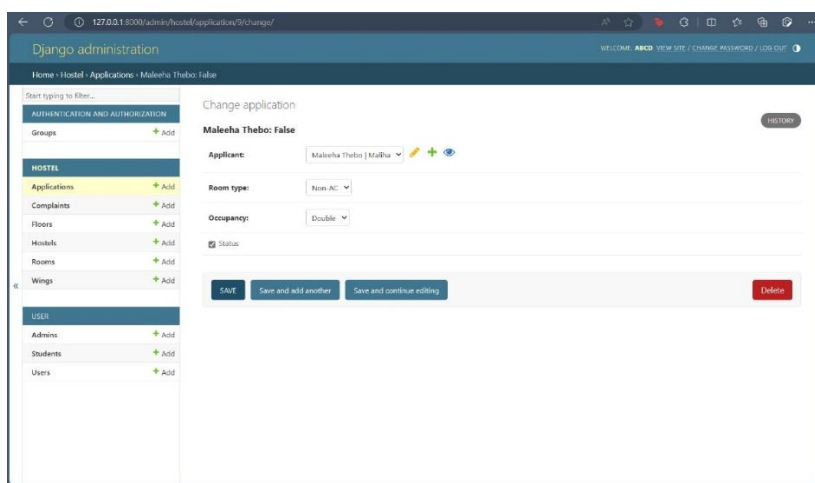 127.0.0.1:8000/admin/hostel/application/9/change/
Django administration
WELCOME, ABCD. VIEW SITE / CHANGE PASSWORD / LOG OUT
Home › Hostel › Applications › Maleeha Thebo: False
Start typing to filter...
AUTHENTICATION AND AUTHORIZATION
Groups + Add
HOSTEL
Applications + Add
Complaints + Add
Floors + Add
Hostels + Add
Rooms + Add
Wings + Add
USER
Admins + Add
Students + Add
Users + Add
«
Change application
HISTORY
Maleeha Thebo: False
Applicant: Maleeha Thebo | Maliha
Room type: Non-AC
Occupancy: Double
Status
SAVE Save and add another Save and continue editing Delete